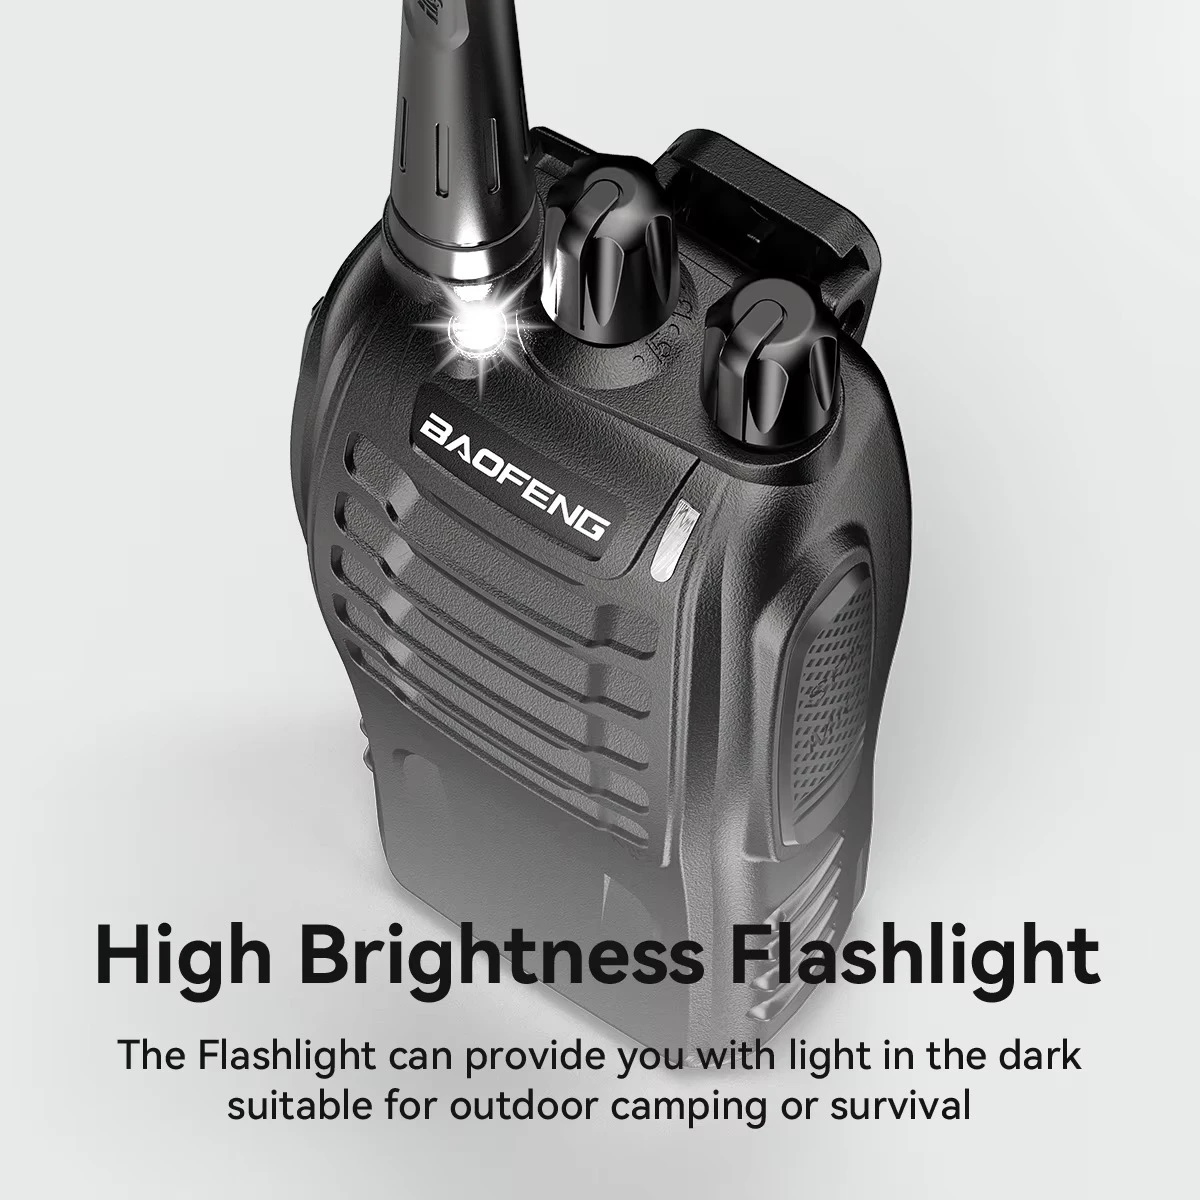 BAOFENG
High Brightness Flashlight
The Flashlight can provide you with light in the dark
suitable for outdoor camping or survival